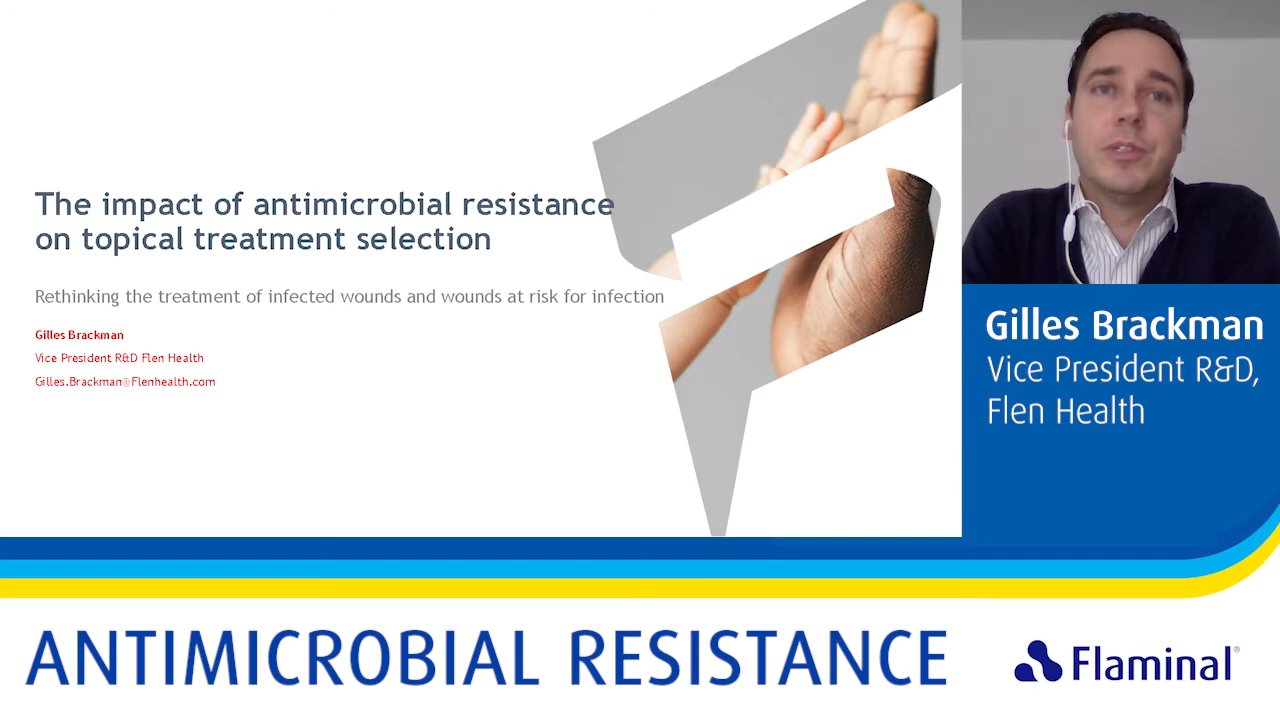 The impact of antimicrobial resistance
on topical treatment selection
Rethinking the treatment of infected wounds and wounds at risk for infection
Gilles Brackman
Vice President R&D Flen Health
Gilles.Brackman@Flenhealth.com
Gilles Brackman
Vice President R&D,
Flen Health
ANTIMICROBIAL RESISTANCE
Flaminal®